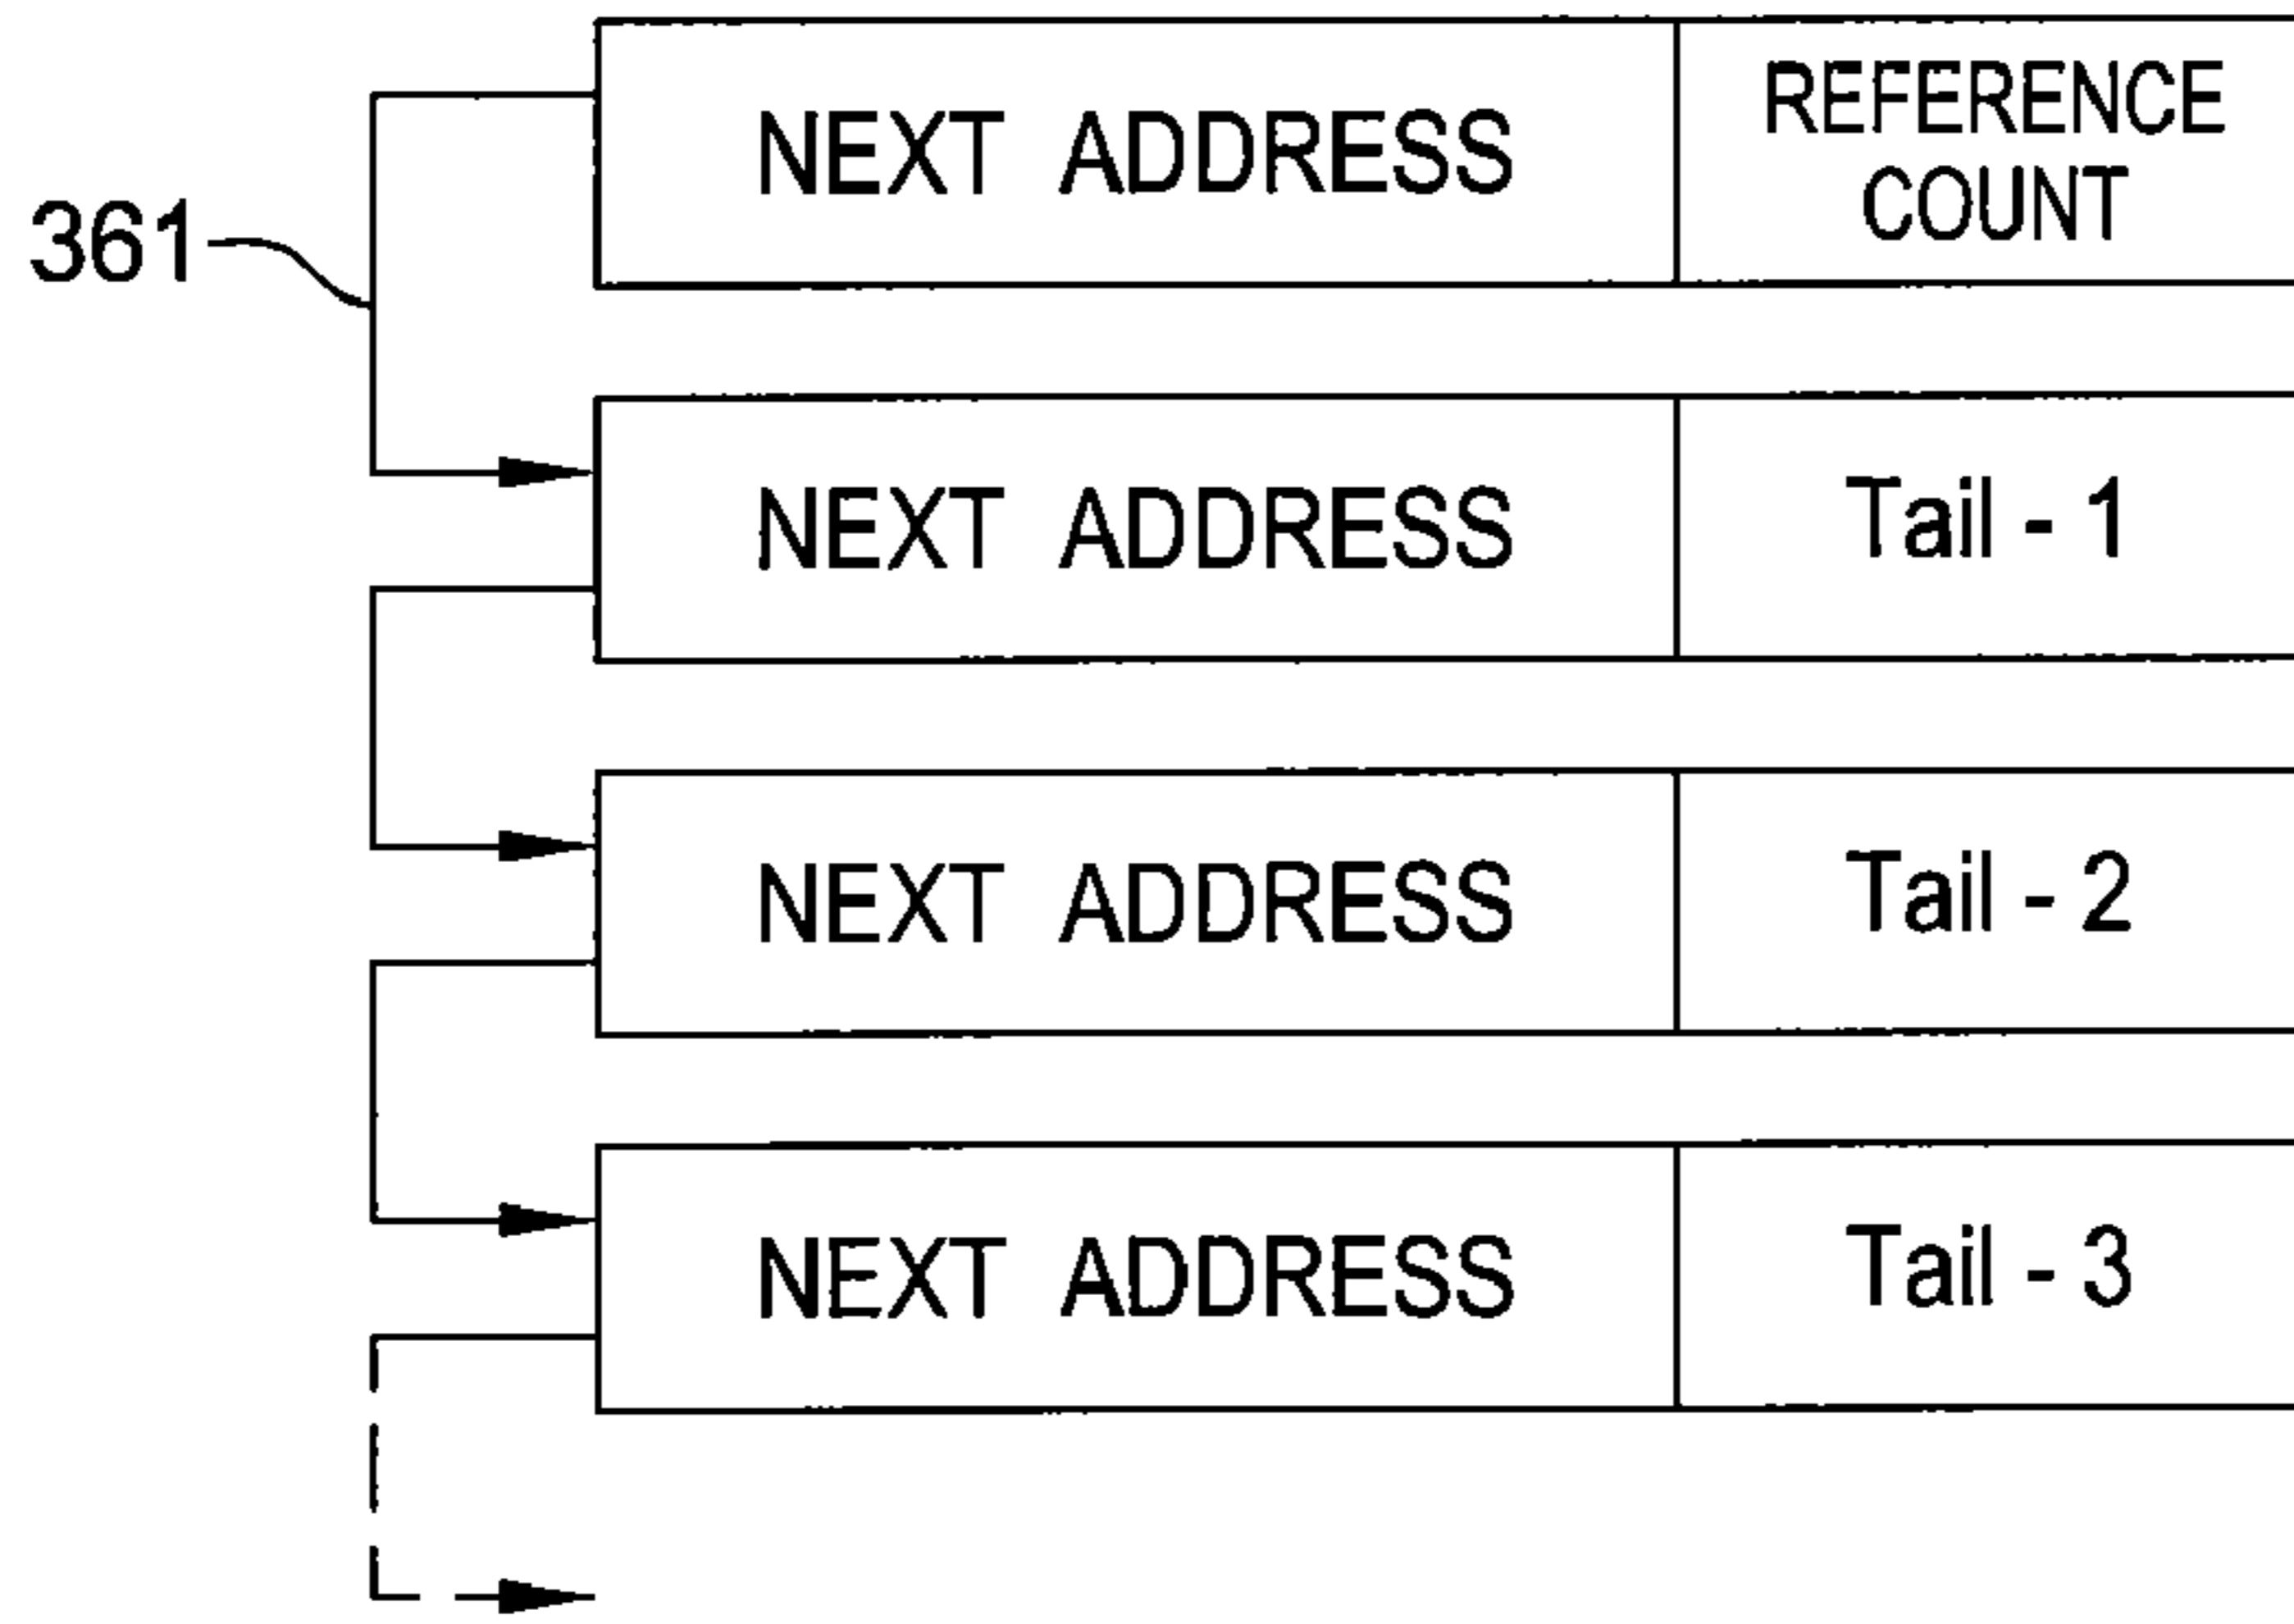 NEXT ADDRESS
REFERENCE
COUNT
361
NEXT ADDRESS
Tail - 1
NEXT ADDRESS
Tail - 2
NEXT ADDRESS
Tail - 3